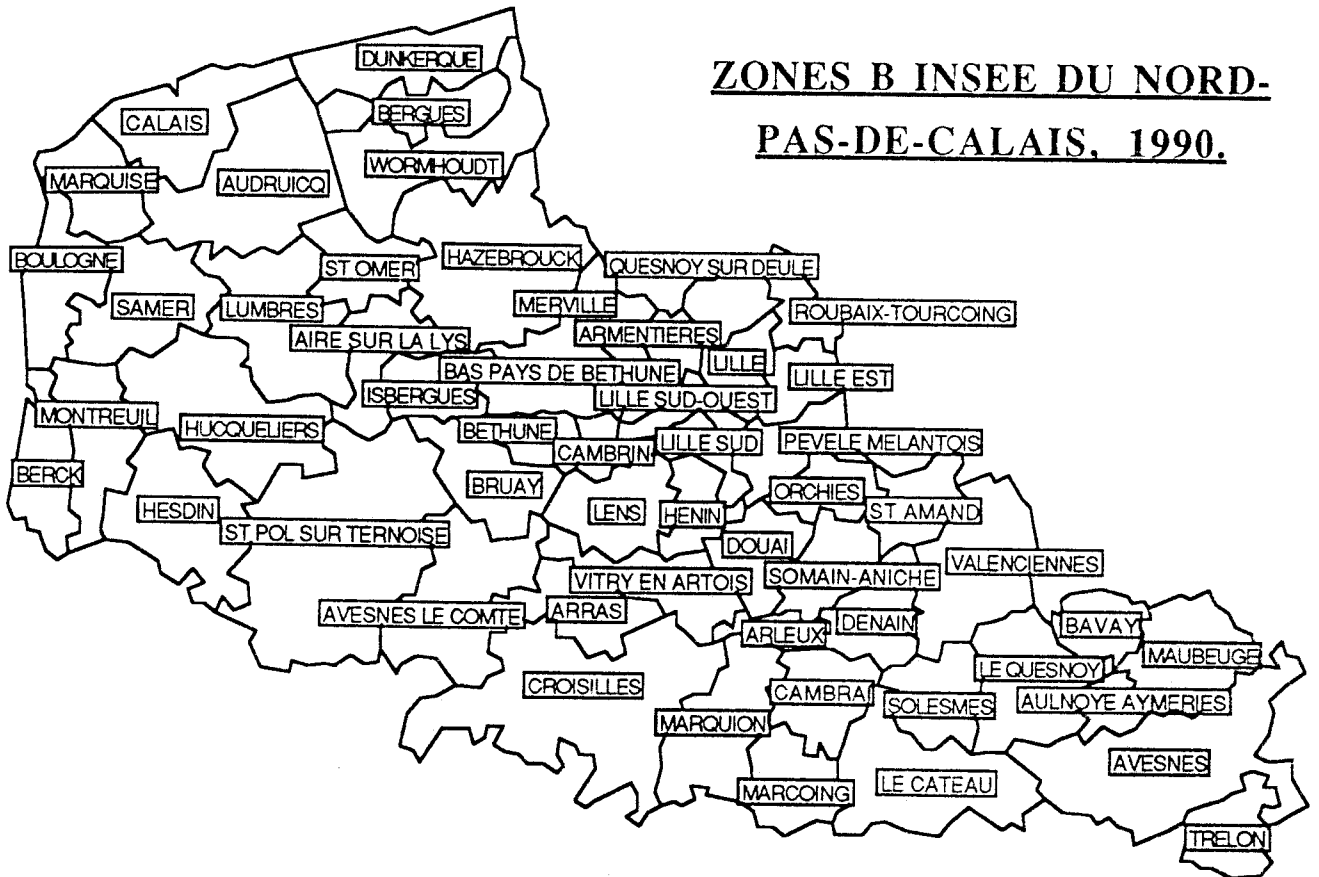 ZONES B INSEE DU NORD-
PAS-DE-CALAIS, 1990.
DUNKERQUE
BERGUES
CALAIS
WORMHOUDT
MARQUISE
AUDRUICQ
BOULOGNE
ST OMER
HAZEBROUCK
QUESNOY SUR DEULE
SAMER
LUMBRES
MERVILLE
ROUBAIX-TOURCOING
AIRE SUR LA LYS
ARMENTIERES
LILLE
BAS PAYS DE BETHUNE
LILLE EST
ISBERGUES
LILLE SUD-OUEST
MONTREUIL
HUCQUELIERS
BETHUNE
CAMBRIN
LILLE SUD
PEVELE MELANTOIS
BERCK
BRUAY
ORCHIES
HESDIN
LENS
HENIN
ST AMAND
ST POL SUR TERNOISE
DOUAI
VALENCIENNES
VITRY EN ARTOIS
SOMAIN-ANICHE
AVESNES LE COMTE
ARRAS
ARLEUX
DENAIN
BAVAY
MAUBEUGE
LE QUESNOY
CROISILLES
CAMBRAI
SOLESMES
AULNOYE AYMERIES
MARQUION
AVESNES
MARCOING
LE CATEAU
TRELON